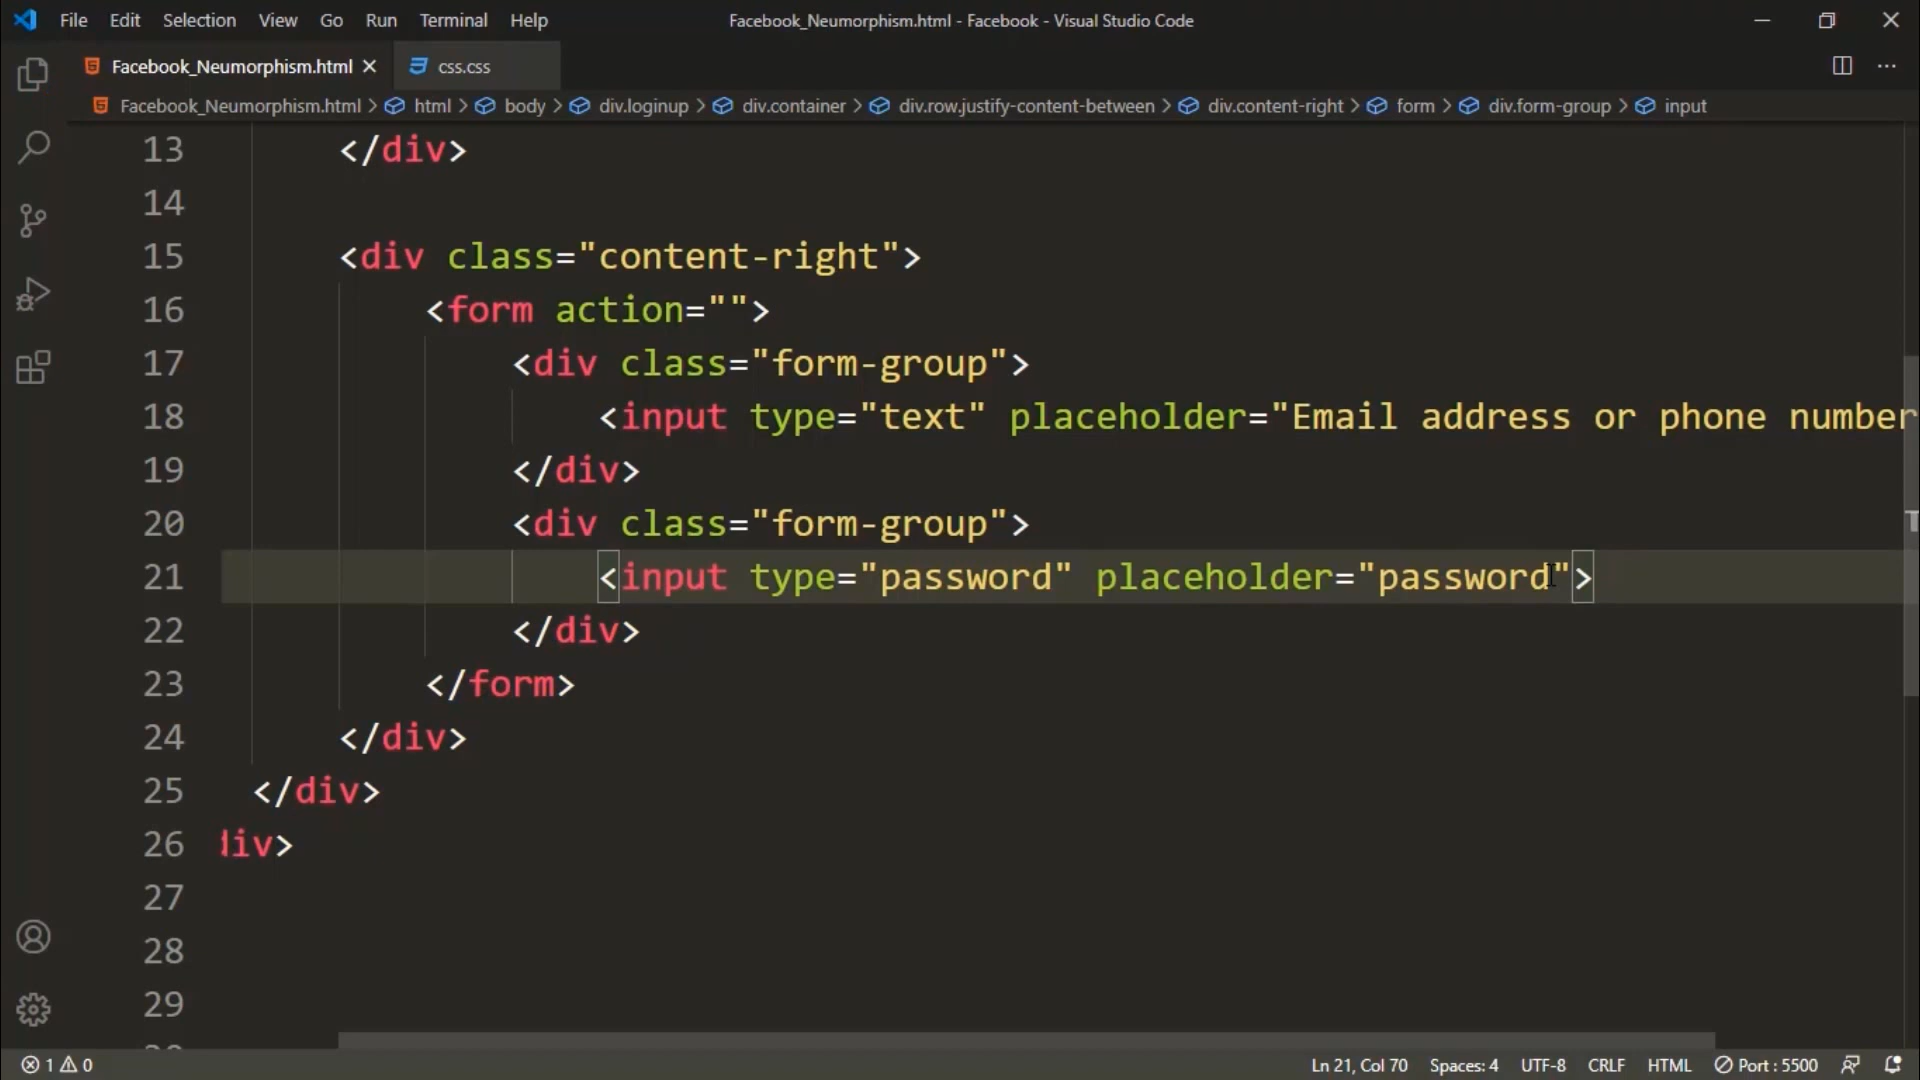 File Edit Selection View Go Run Terminal Help Facebook_Neumorphism.html - Facebook - Visual Studio Code
Facebook_Neumorphism.html css.css
Facebook_Neumorphism.html > html > body > div.loginup > div.container > div.row.justify-content-between > div.content-right > form > div.form-group > input
13 </div>
14
15 <div class="content-right">
16 <form action="">
17 <div class="form-group">
18 <input type="text" placeholder="Email address or phone number
19 </div>
20 <div class="form-group">
21 <input type="password" placeholder="password">
22 </div>
23 </form>
24 </div>
25 </div>
26 div>
27
28
29
1 0 Ln 21, Col 70 Spaces: 4 UTF-8 CRLF HTML Port : 5500